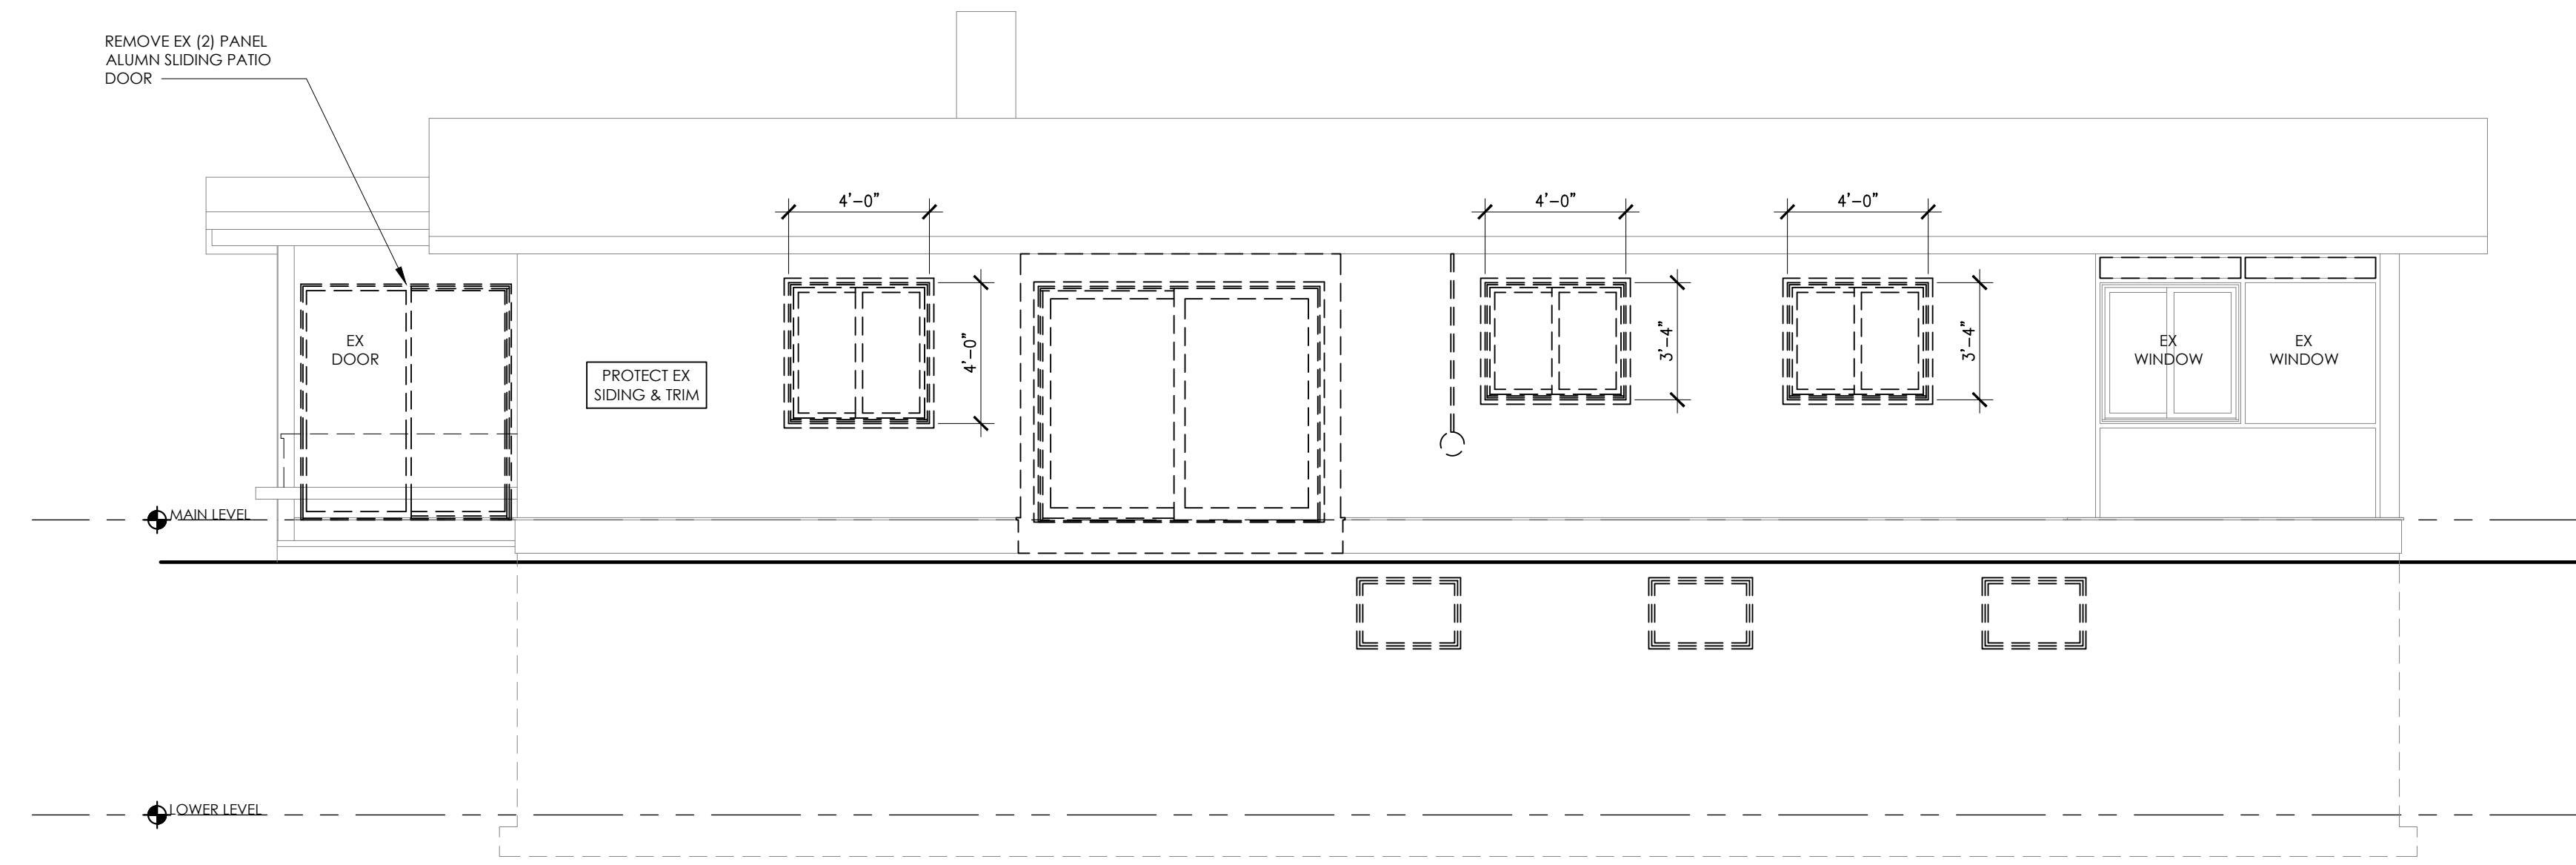 REMOVE EX (2) PANEL
ALUMN SLIDING PATIO
DOOR
4'-0"
4'-0"
4'-0"
EX
DOOR
PROTECT EX
SIDING & TRIM
4'-0"
3'-4"
3'-4"
EX
WINDOW
EX
WINDOW
MAIN LEVEL
LOWER LEVEL